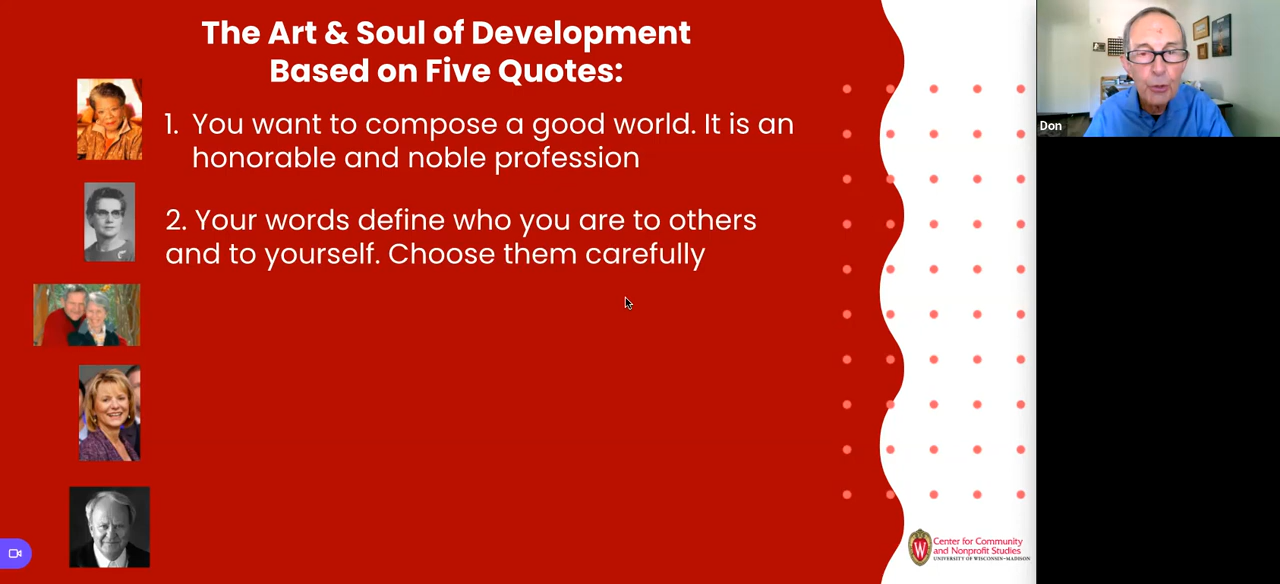 The Art & Soul of Development
Based on Five Quotes:
1. You want to compose a good world. It is an
honorable and noble profession
2. Your words define who you are to others
and to yourself. Choose them carefully
Don
W
Center for Community
and Nonprofit Studies
UNIVERSITY OF WISCONSIN–MADISON